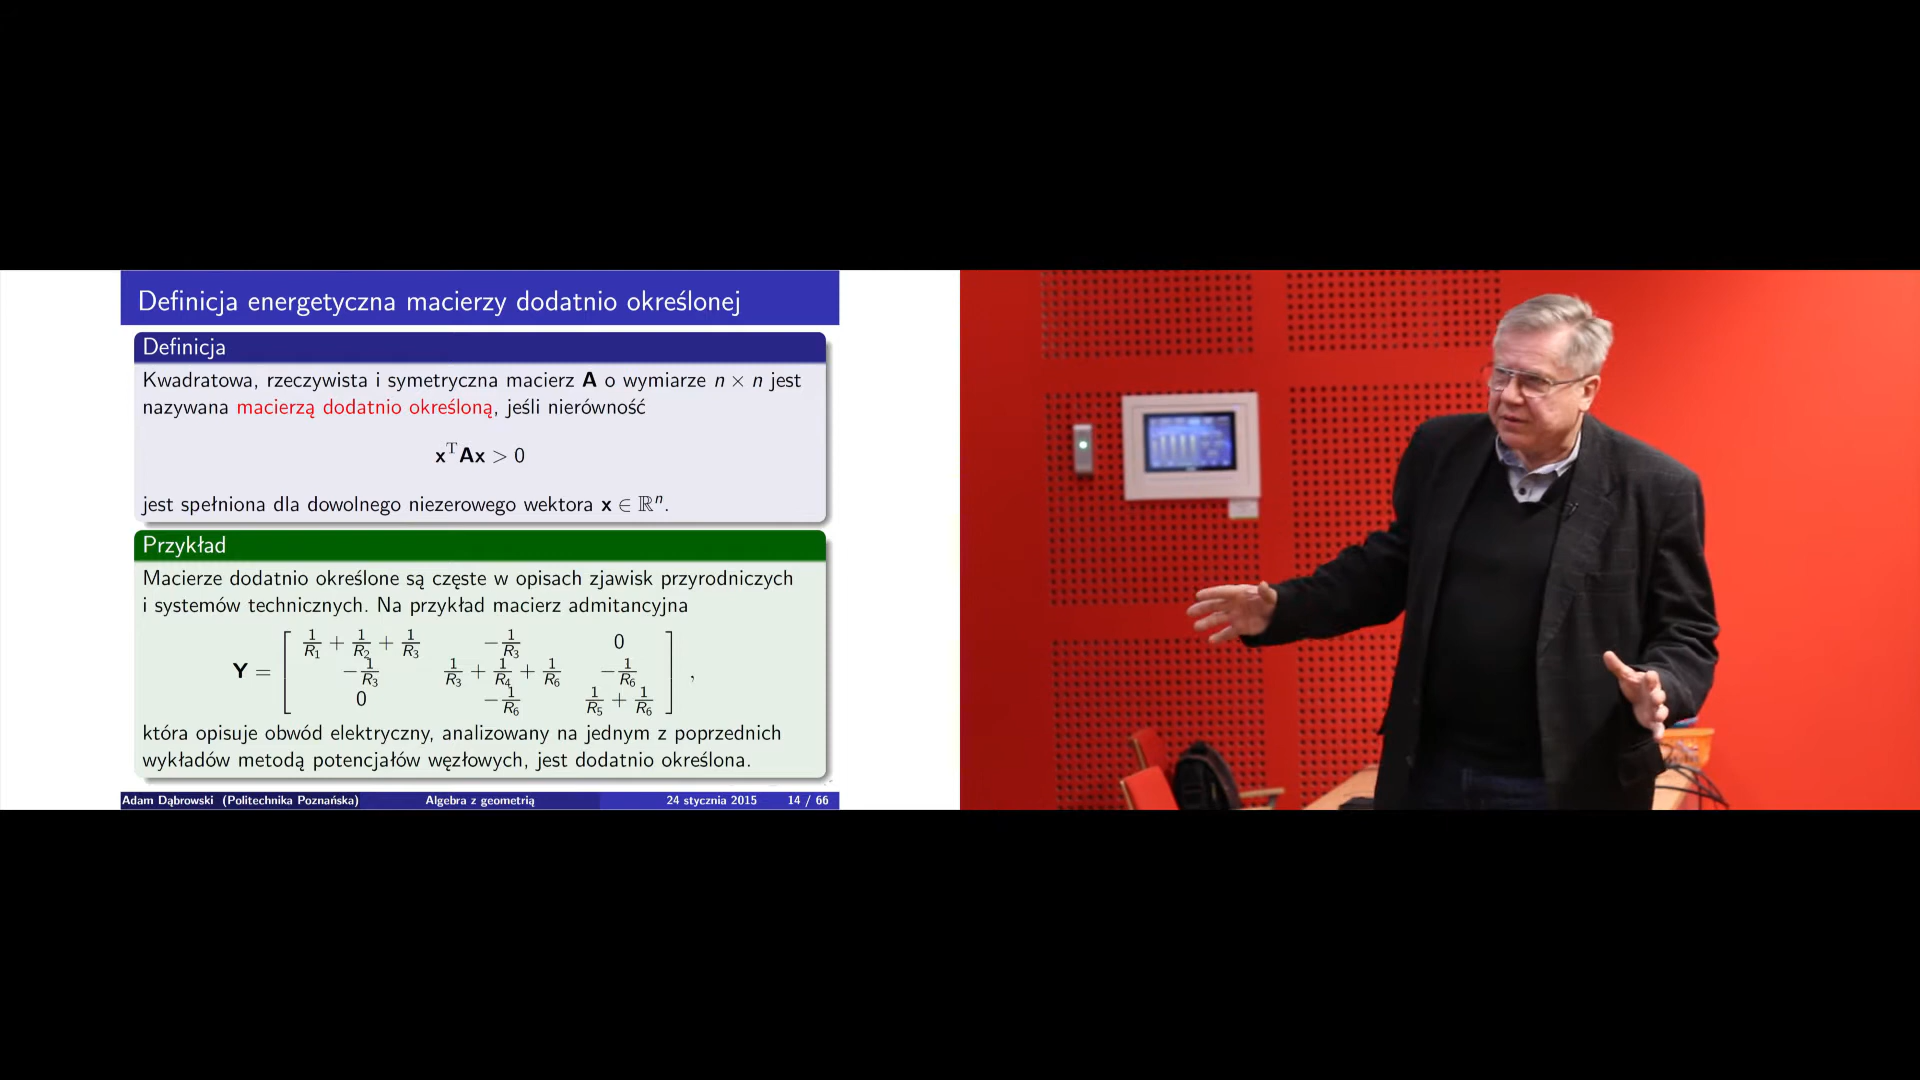 Definicja energetyczna macierzy dodatnio określonej
Definicja
Kwadratowa, rzeczywista i symetryczna macierz A o wymiarze n × n jest
nazywana macierzą dodatnio określoną, jeśli nierówność
xᵀAx > 0
jest spełniona dla dowolnego niezerowego wektora x ∈ ℝⁿ.
Przykład
Macierze dodatnio określone są częste w opisach zjawisk przyrodniczych
i systemów technicznych. Na przykład macierz admitancyjna
Y = [ 1/R₁ + 1/R₂ + 1/R₃   −1/R₃   0
−1/R₃   1/R₃ + 1/R₄ + 1/R₆   −1/R₆
0   −1/R₆   1/R₅ + 1/R₆ ] ,
która opisuje obwód elektryczny, analizowany na jednym z poprzednich
wykładów metodą potencjałów węzłowych, jest dodatnio określona.
Adam Dąbrowski (Politechnika Poznańska) Algebra z geometrią 24 stycznia 2015 14 / 66